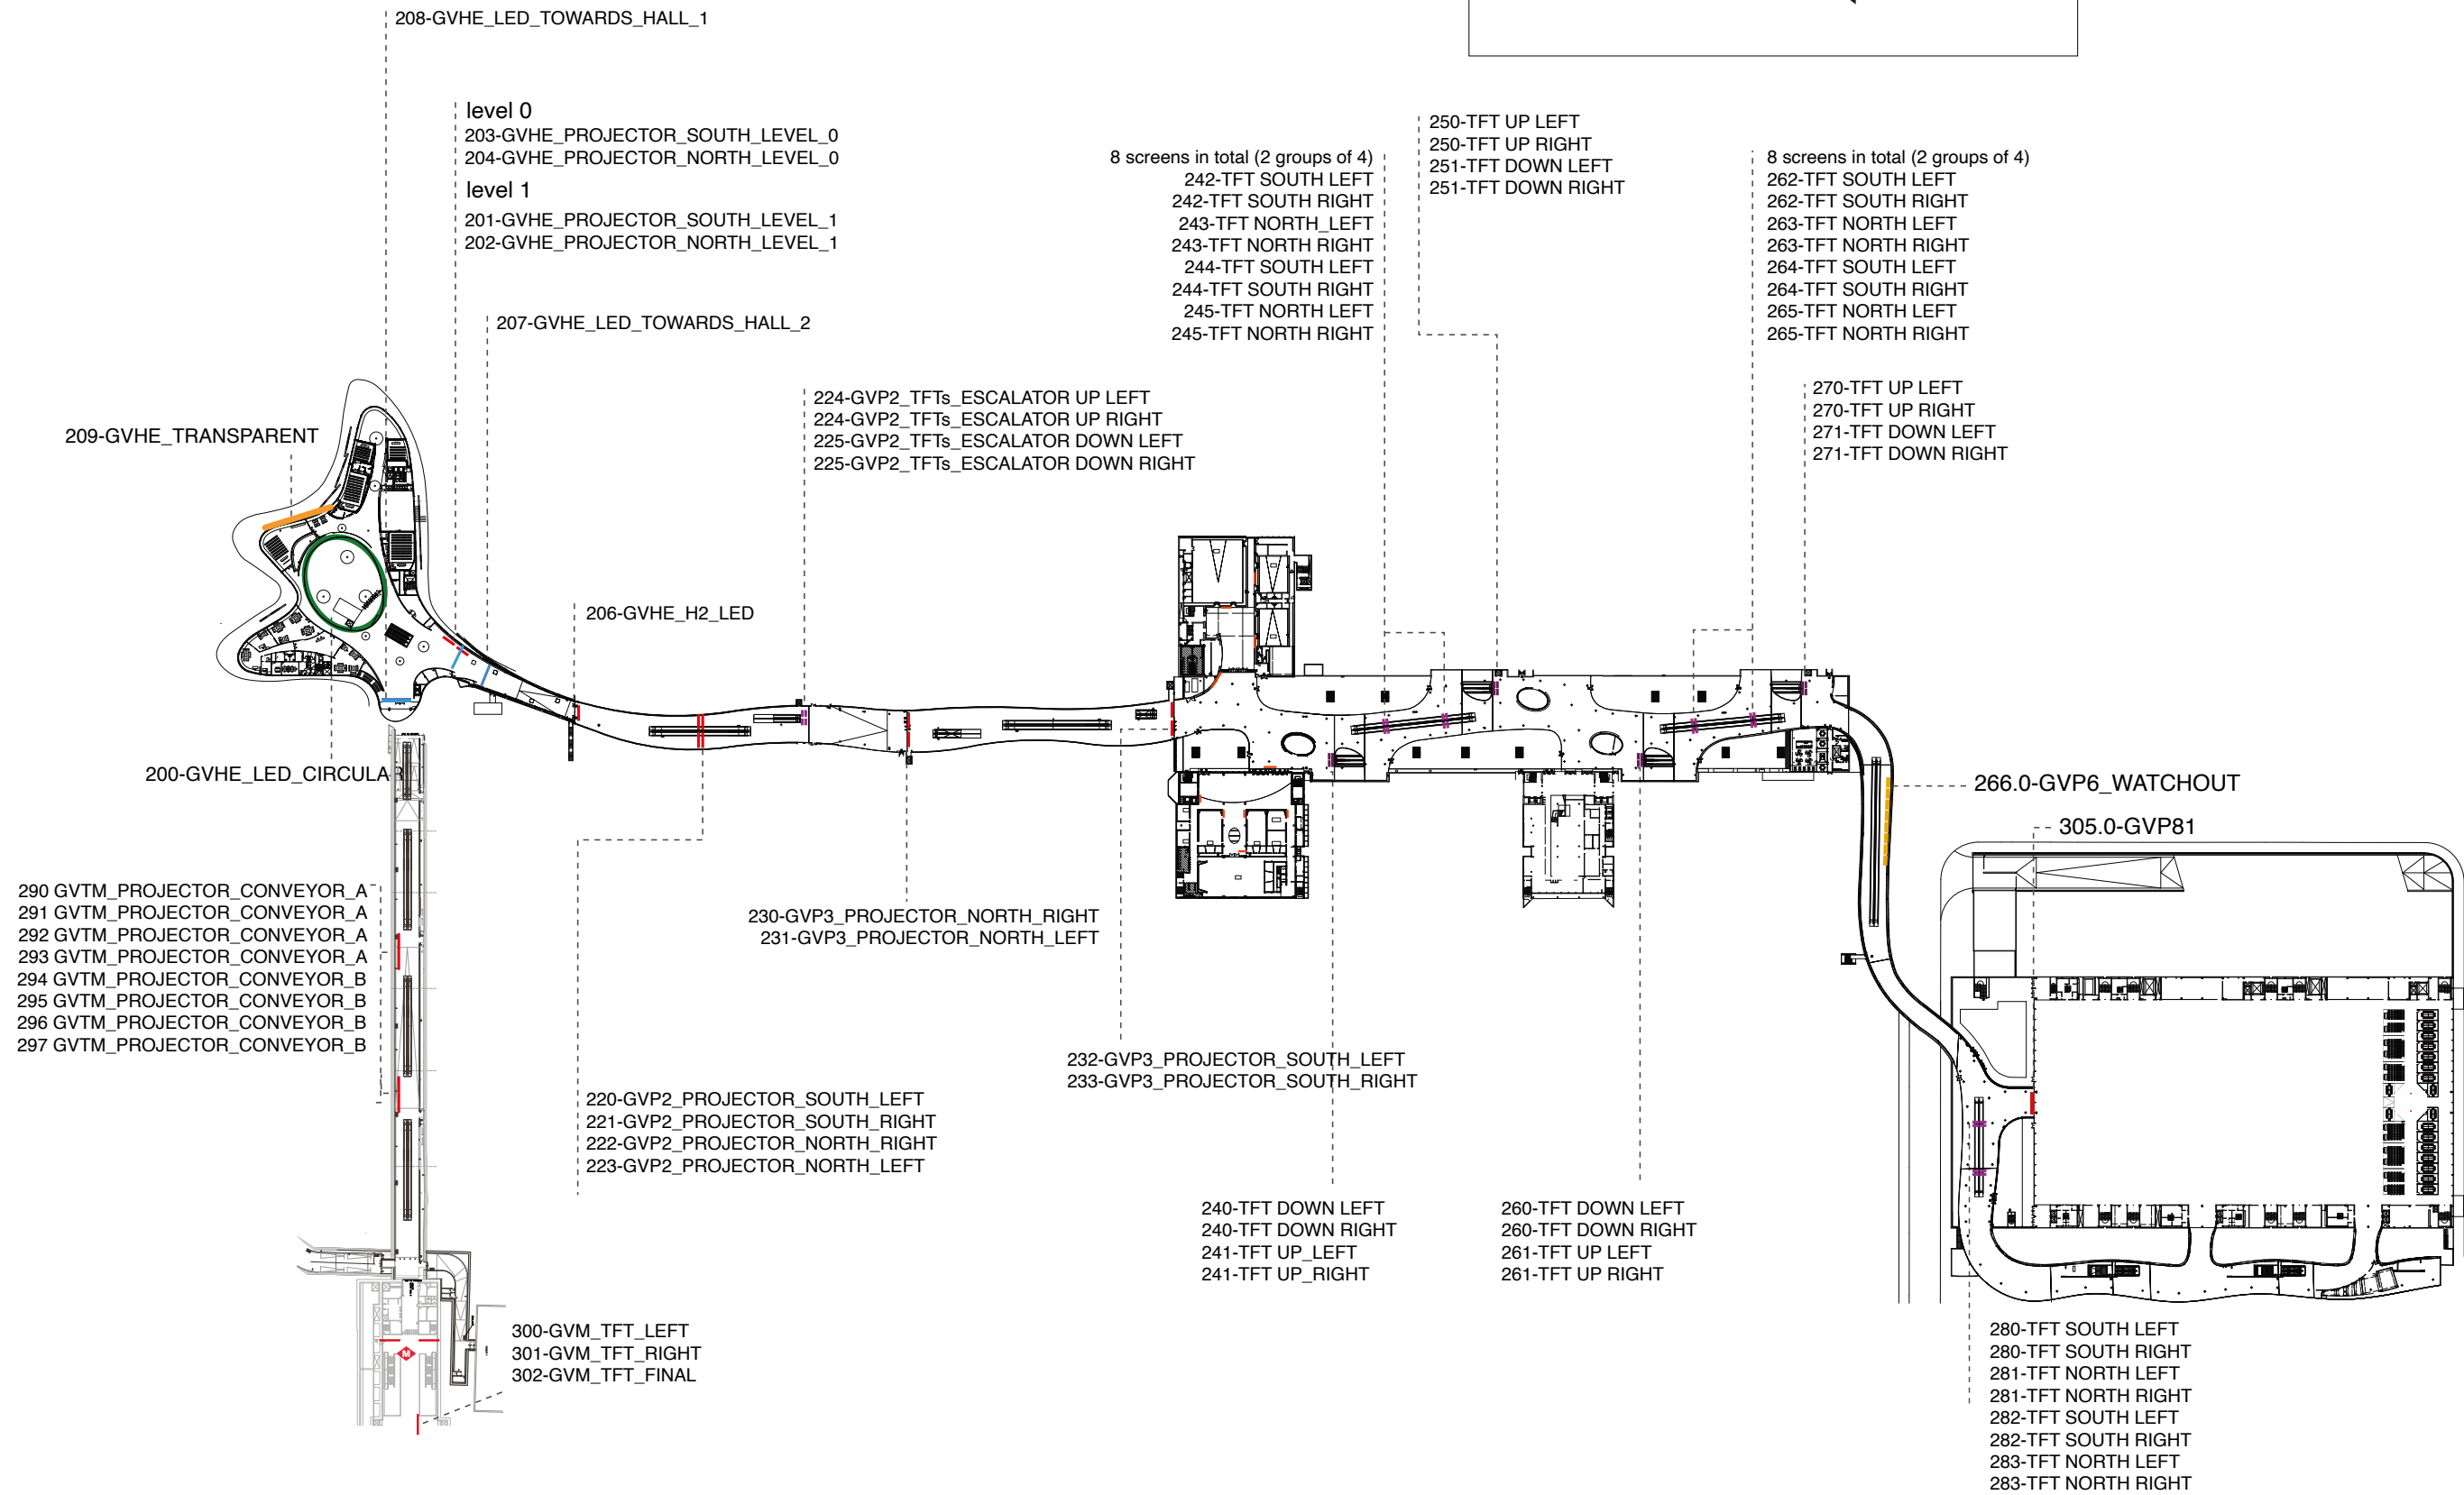 208-GVHE_LED_TOWARDS_HALL_1
level 0
203-GVHE_PROJECTOR_SOUTH_LEVEL_0
204-GVHE_PROJECTOR_NORTH_LEVEL_0
level 1
201-GVHE_PROJECTOR_SOUTH_LEVEL_1
202-GVHE_PROJECTOR_NORTH_LEVEL_1
207-GVHE_LED_TOWARDS_HALL_2
8 screens in total (2 groups of 4)
242-TFT SOUTH LEFT
242-TFT SOUTH RIGHT
243-TFT NORTH_LEFT
243-TFT NORTH RIGHT
244-TFT SOUTH LEFT
244-TFT SOUTH RIGHT
245-TFT NORTH LEFT
245-TFT NORTH RIGHT
250-TFT UP LEFT
250-TFT UP RIGHT
251-TFT DOWN LEFT
251-TFT DOWN RIGHT
8 screens in total (2 groups of 4)
262-TFT SOUTH LEFT
262-TFT SOUTH RIGHT
263-TFT NORTH LEFT
263-TFT NORTH RIGHT
264-TFT SOUTH LEFT
264-TFT SOUTH RIGHT
265-TFT NORTH LEFT
265-TFT NORTH RIGHT
209-GVHE_TRANSPARENT
224-GVP2_TFTs_ESCALATOR UP LEFT
224-GVP2_TFTs_ESCALATOR UP RIGHT
225-GVP2_TFTs_ESCALATOR DOWN LEFT
225-GVP2_TFTs_ESCALATOR DOWN RIGHT
270-TFT UP LEFT
270-TFT UP RIGHT
271-TFT DOWN LEFT
271-TFT DOWN RIGHT
206-GVHE_H2_LED
200-GVHE_LED_CIRCULAR
266.0-GVP6_WATCHOUT
305.0-GVP81
290 GVTM_PROJECTOR_CONVEYOR_A
291 GVTM_PROJECTOR_CONVEYOR_A
292 GVTM_PROJECTOR_CONVEYOR_A
293 GVTM_PROJECTOR_CONVEYOR_A
294 GVTM_PROJECTOR_CONVEYOR_B
295 GVTM_PROJECTOR_CONVEYOR_B
296 GVTM_PROJECTOR_CONVEYOR_B
297 GVTM_PROJECTOR_CONVEYOR_B
230-GVP3_PROJECTOR_NORTH_RIGHT
231-GVP3_PROJECTOR_NORTH_LEFT
232-GVP3_PROJECTOR_SOUTH_LEFT
233-GVP3_PROJECTOR_SOUTH_RIGHT
220-GVP2_PROJECTOR_SOUTH_LEFT
221-GVP2_PROJECTOR_SOUTH_RIGHT
222-GVP2_PROJECTOR_NORTH_RIGHT
223-GVP2_PROJECTOR_NORTH_LEFT
240-TFT DOWN LEFT
240-TFT DOWN RIGHT
241-TFT UP_LEFT
241-TFT UP_RIGHT
260-TFT DOWN LEFT
260-TFT DOWN RIGHT
261-TFT UP LEFT
261-TFT UP RIGHT
M
300-GVM_TFT_LEFT
301-GVM_TFT_RIGHT
302-GVM_TFT_FINAL
280-TFT SOUTH LEFT
280-TFT SOUTH RIGHT
281-TFT NORTH LEFT
281-TFT NORTH RIGHT
282-TFT SOUTH LEFT
282-TFT SOUTH RIGHT
283-TFT NORTH LEFT
283-TFT NORTH RIGHT